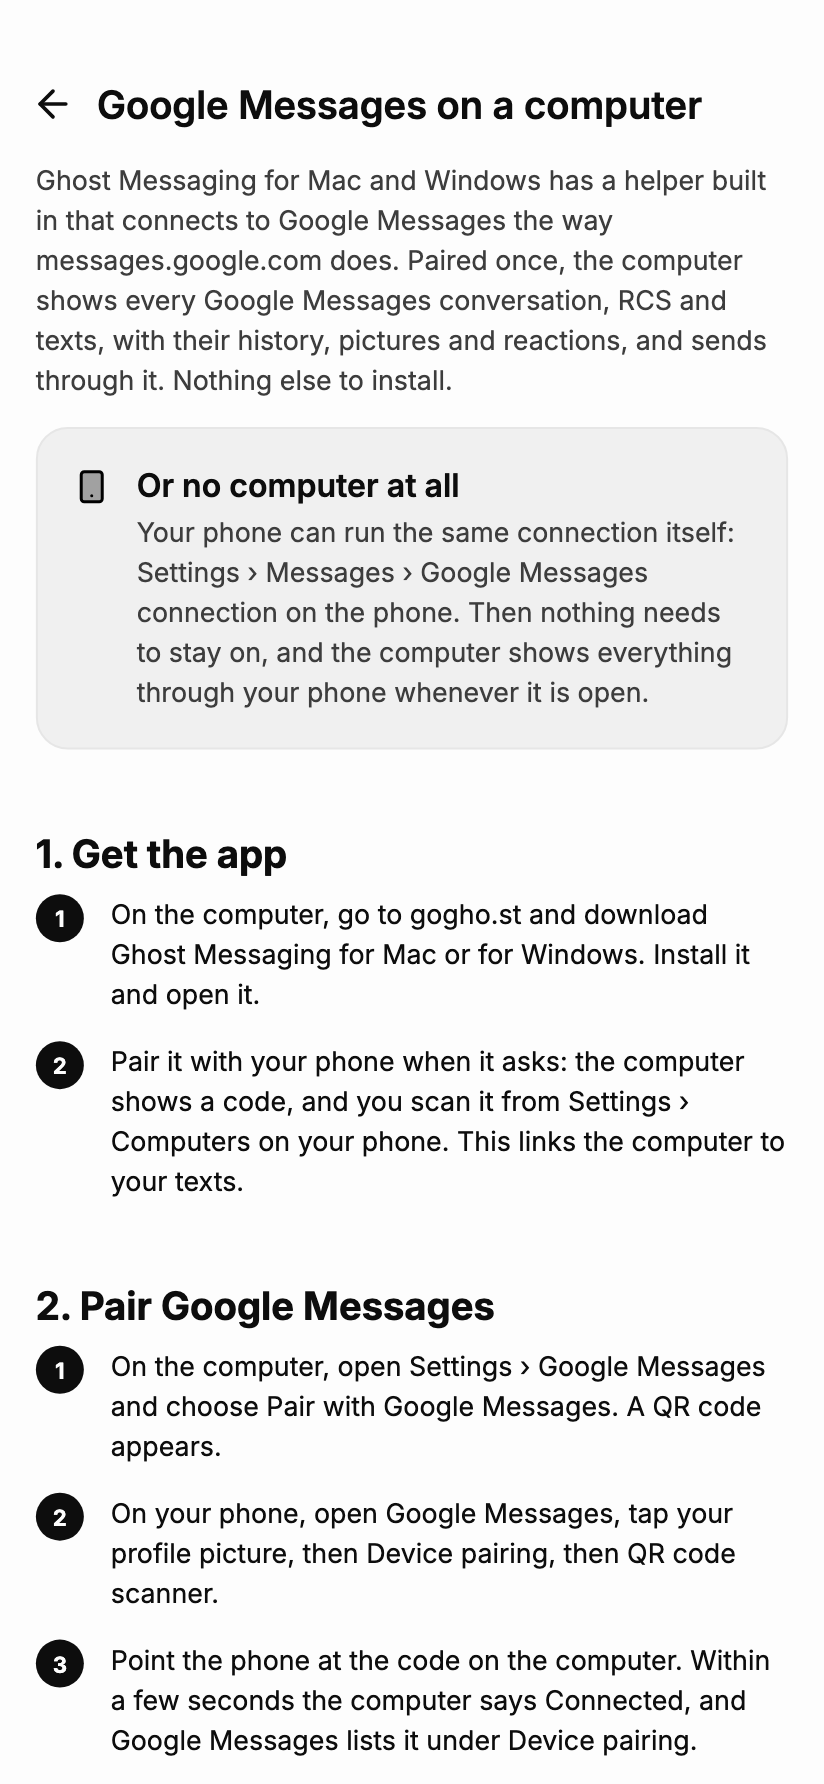 Google Messages on a computer
Ghost Messaging for Mac and Windows has a helper built
in that connects to Google Messages the way
messages.google.com does. Paired once, the computer
shows every Google Messages conversation, RCS and
texts, with their history, pictures and reactions, and sends
through it. Nothing else to install.
Or no computer at all
Your phone can run the same connection itself:
Settings › Messages › Google Messages
connection on the phone. Then nothing needs
to stay on, and the computer shows everything
through your phone whenever it is open.
1. Get the app
1 On the computer, go to gogho.st and download
Ghost Messaging for Mac or for Windows. Install it
and open it.
2 Pair it with your phone when it asks: the computer
shows a code, and you scan it from Settings ›
Computers on your phone. This links the computer to
your texts.
2. Pair Google Messages
1 On the computer, open Settings › Google Messages
and choose Pair with Google Messages. A QR code
appears.
2 On your phone, open Google Messages, tap your
profile picture, then Device pairing, then QR code
scanner.
3 Point the phone at the code on the computer. Within
a few seconds the computer says Connected, and
Google Messages lists it under Device pairing.